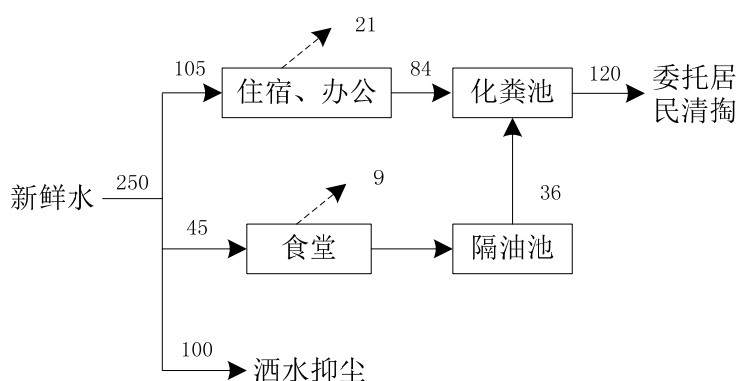 21
105
住宿、办公
84
化粪池
120
委托居
民清掏
新鲜水
250
9
36
45
食堂
隔油池
100
洒水抑尘